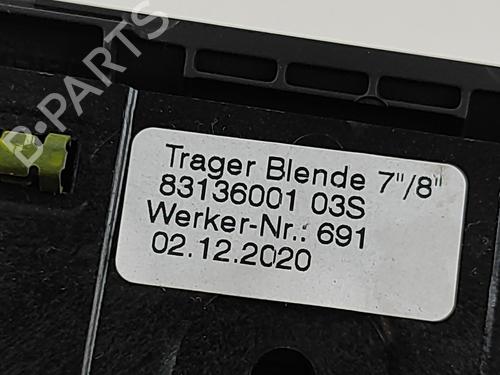 B-PARTS
Trager Blende 7"/8"
83136001 03S
Werker-Nr.: 691
02.12.2020